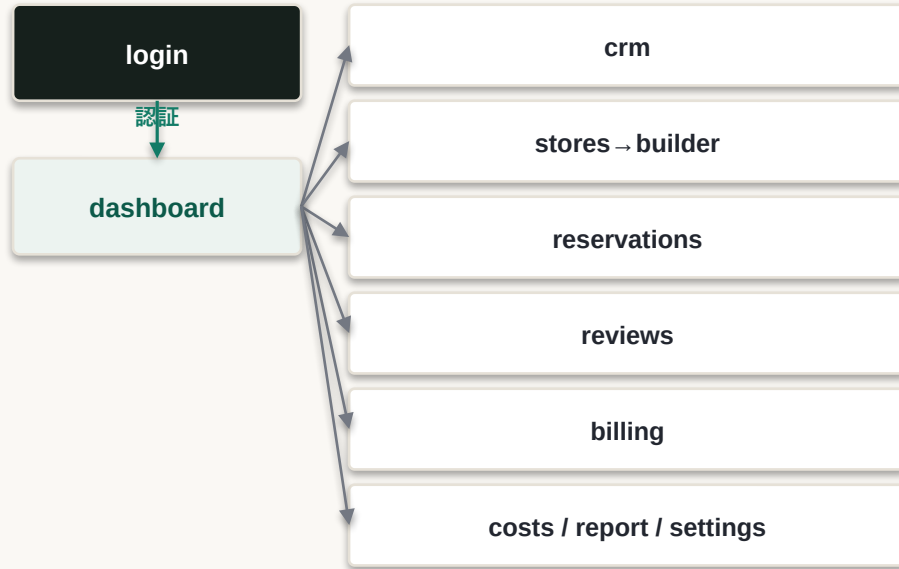 login
認証
dashboard
crm
stores→builder
reservations
reviews
billing
costs / report / settings